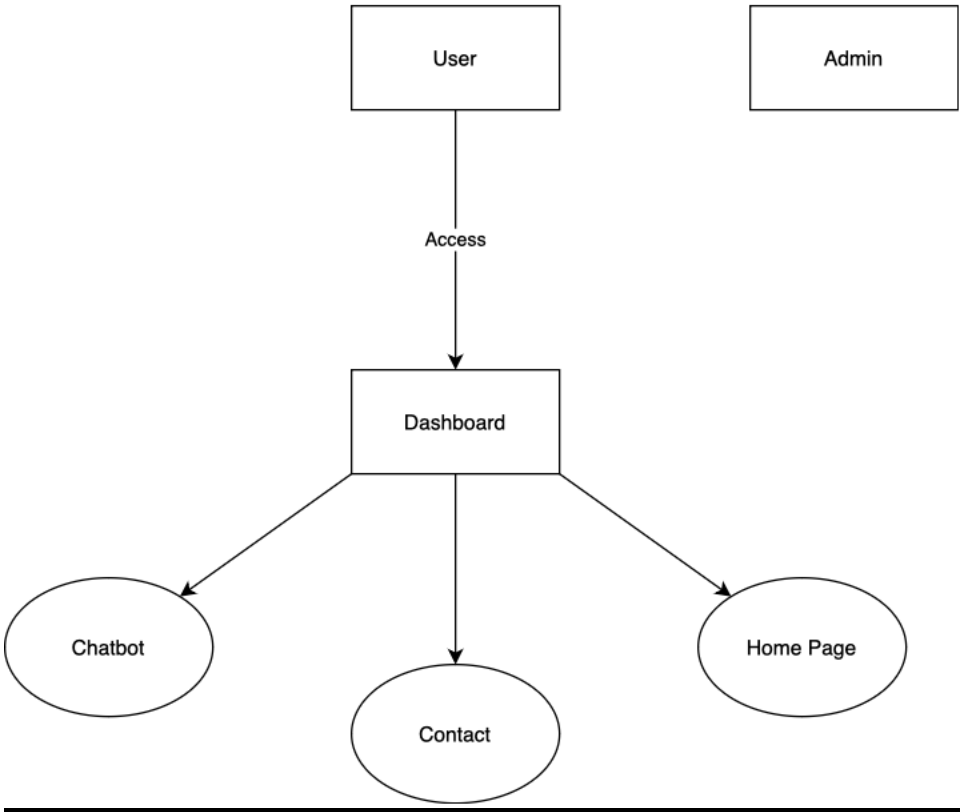 User
Admin
Access
Dashboard
Chatbot
Home Page
Contact